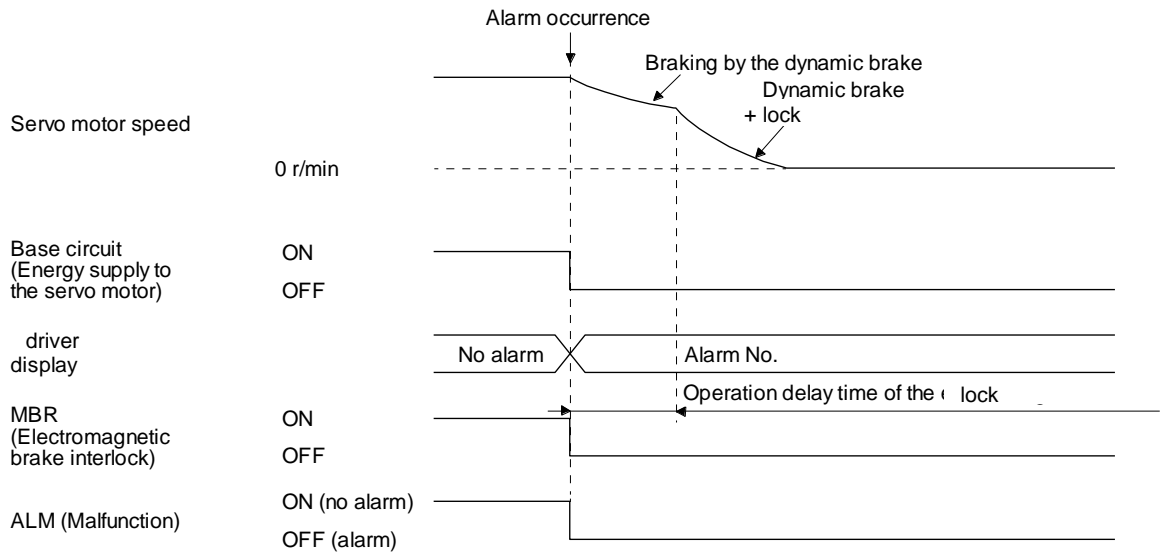 Alarm occurrence
Braking by the dynamic brake
Dynamic brake
+ lock
Servo motor speed
0 r/min
Base circuit
(Energy supply to
the servo motor)
ON
OFF
driver
display
No alarm
Alarm No.
Operation delay time of the lock
MBR
(Electromagnetic
brake interlock)
ON
OFF
ALM (Malfunction)
ON (no alarm)
OFF (alarm)